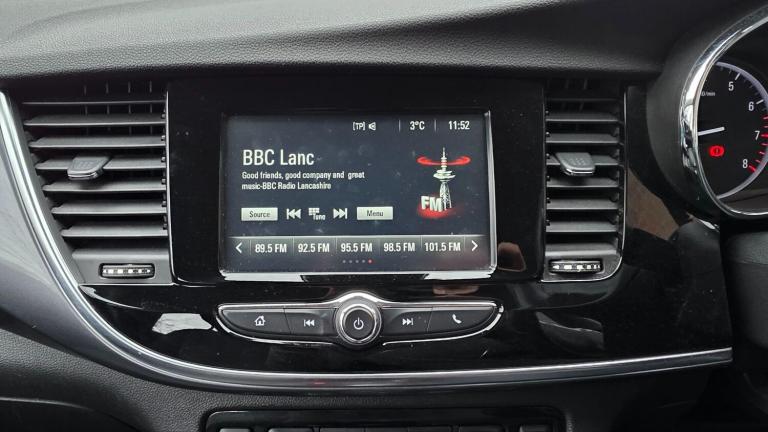 [TP] 3°C 11:52
BBC Lanc
Good friends, good company and great
music-BBC Radio Lancashire
FM
Source Tune Menu
89.5 FM 92.5 FM 95.5 FM 98.5 FM 101.5 FM
5
6
7
8